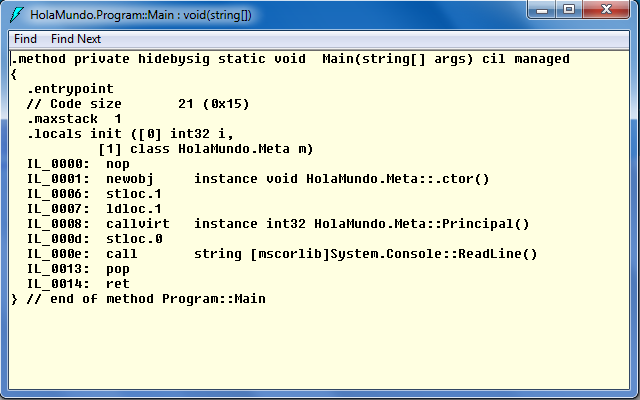 HolaMundo.Program::Main : void(string[])
Find Find Next
.method private hidebysig static void  Main(string[] args) cil managed
{
  .entrypoint
  // Code size       21 (0x15)
  .maxstack  1
  .locals init ([0] int32 i,
           [1] class HolaMundo.Meta m)
  IL_0000:  nop
  IL_0001:  newobj     instance void HolaMundo.Meta::.ctor()
  IL_0006:  stloc.1
  IL_0007:  ldloc.1
  IL_0008:  callvirt   instance int32 HolaMundo.Meta::Principal()
  IL_000d:  stloc.0
  IL_000e:  call       string [mscorlib]System.Console::ReadLine()
  IL_0013:  pop
  IL_0014:  ret
} // end of method Program::Main